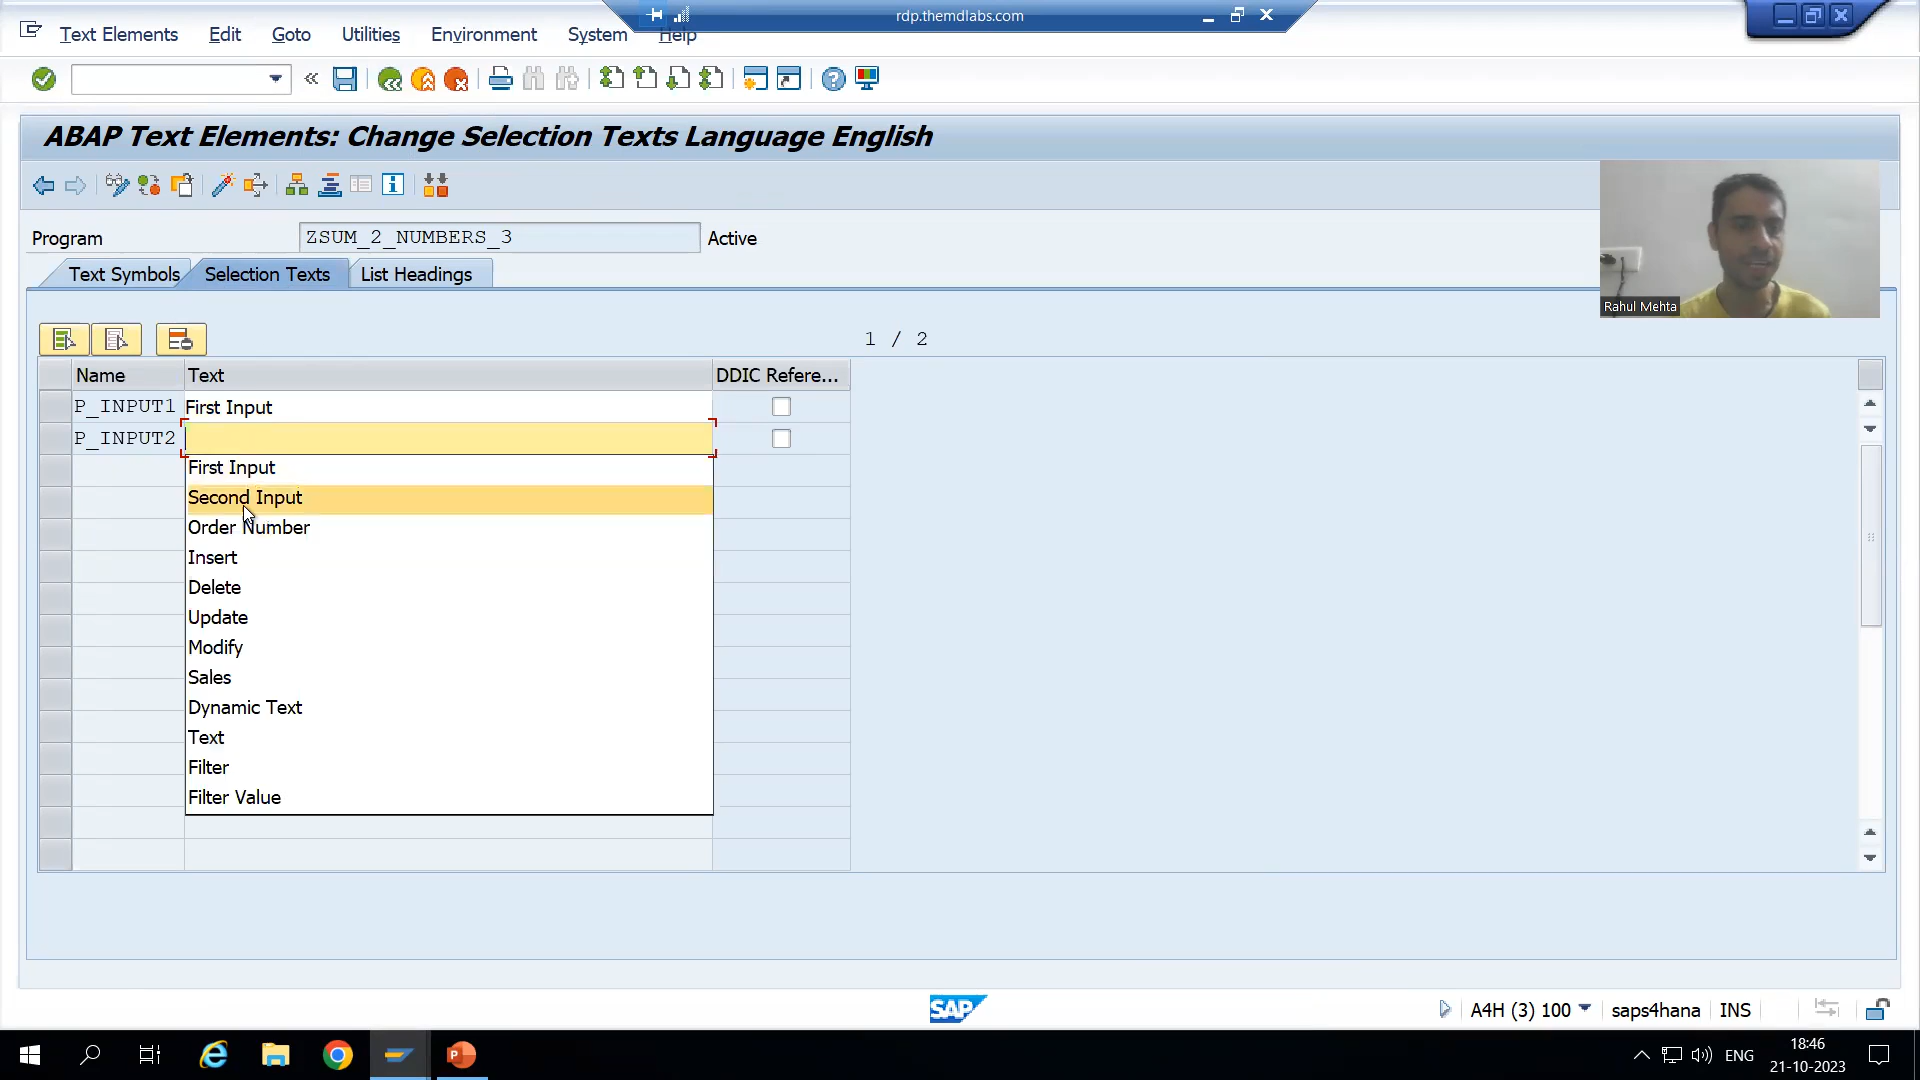 rdp.themdlabs.com
Text Elements Edit Goto Utilities Environment System Help
ABAP Text Elements: Change Selection Texts Language English
Program ZSUM_2_NUMBERS_3 Active
Rahul Mehta
Text Symbols Selection Texts List Headings
1 / 2
Name Text DDIC Refere...
P_INPUT1 First Input
P_INPUT2
First Input
Second Input
Order Number
Insert
Delete
Update
Modify
Sales
Dynamic Text
Text
Filter
Filter Value
SAP A4H (3) 100 saps4hana INS
ENG 18:46
21-10-2023